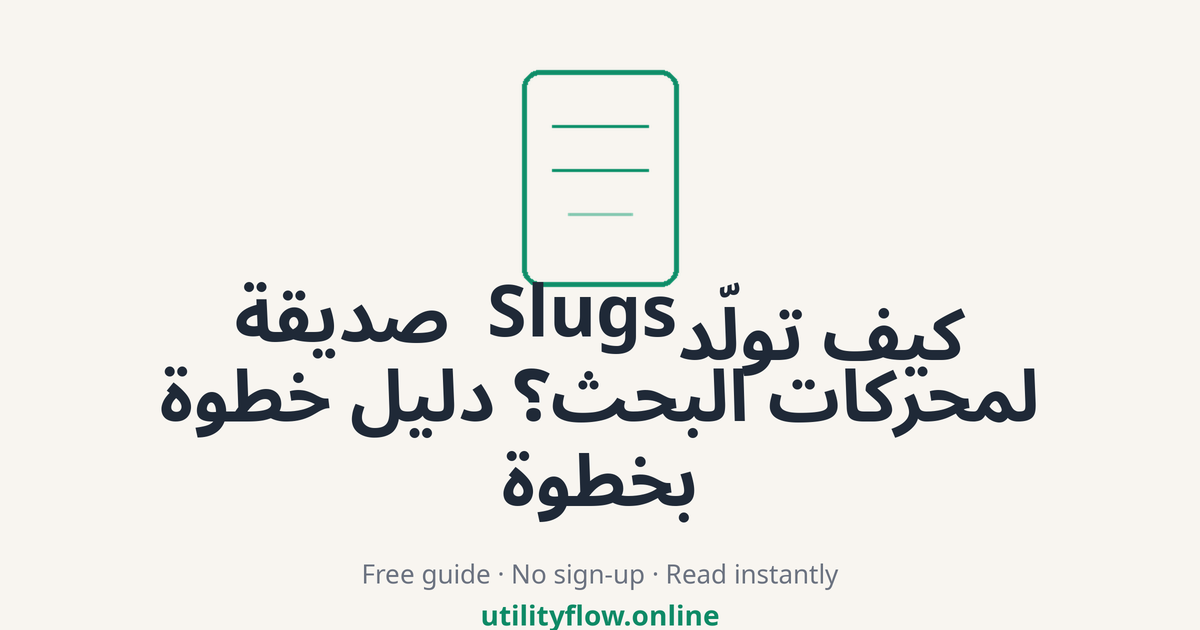 كيف تولّد Slugs صديقة
لمحركات البحث؟ دليل خطوة
بخطوة
Free guide · No sign-up · Read instantly
utilityflow.online